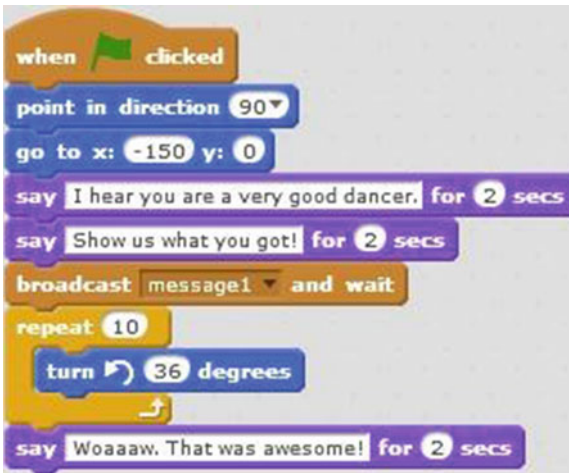 when clicked
point in direction 90
go to x: -150 y: 0
say I hear you are a very good dancer. for 2 secs
say Show us what you got! for 2 secs
broadcast message1 and wait
repeat 10
turn 36 degrees
say Woaaaw. That was awesome! for 2 secs